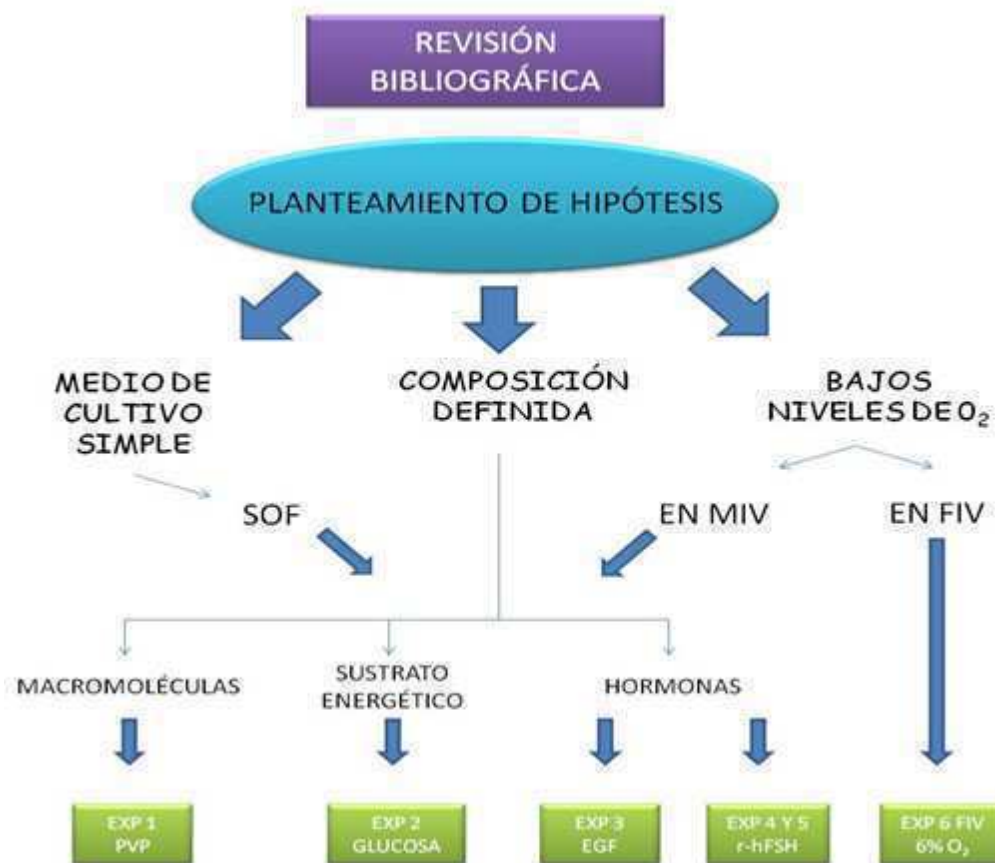 REVISIÓN
BIBLIOGRÁFICA
PLANTEAMIENTO DE HIPÓTESIS
MEDIO DE
CULTIVO
SIMPLE
COMPOSICIÓN
DEFINIDA
BAJOS
NIVELES DE 0₂
SOF
EN MIV
EN FIV
MACROMOLÉCULAS
SUSTRATO
ENERGÉTICO
HORMONAS
EXP 1
PVP
EXP 2
GLUCOSA
EXP 3
EGF
EXP 4 Y 5
r-hFSH
EXP 6 FIV
6% O₂